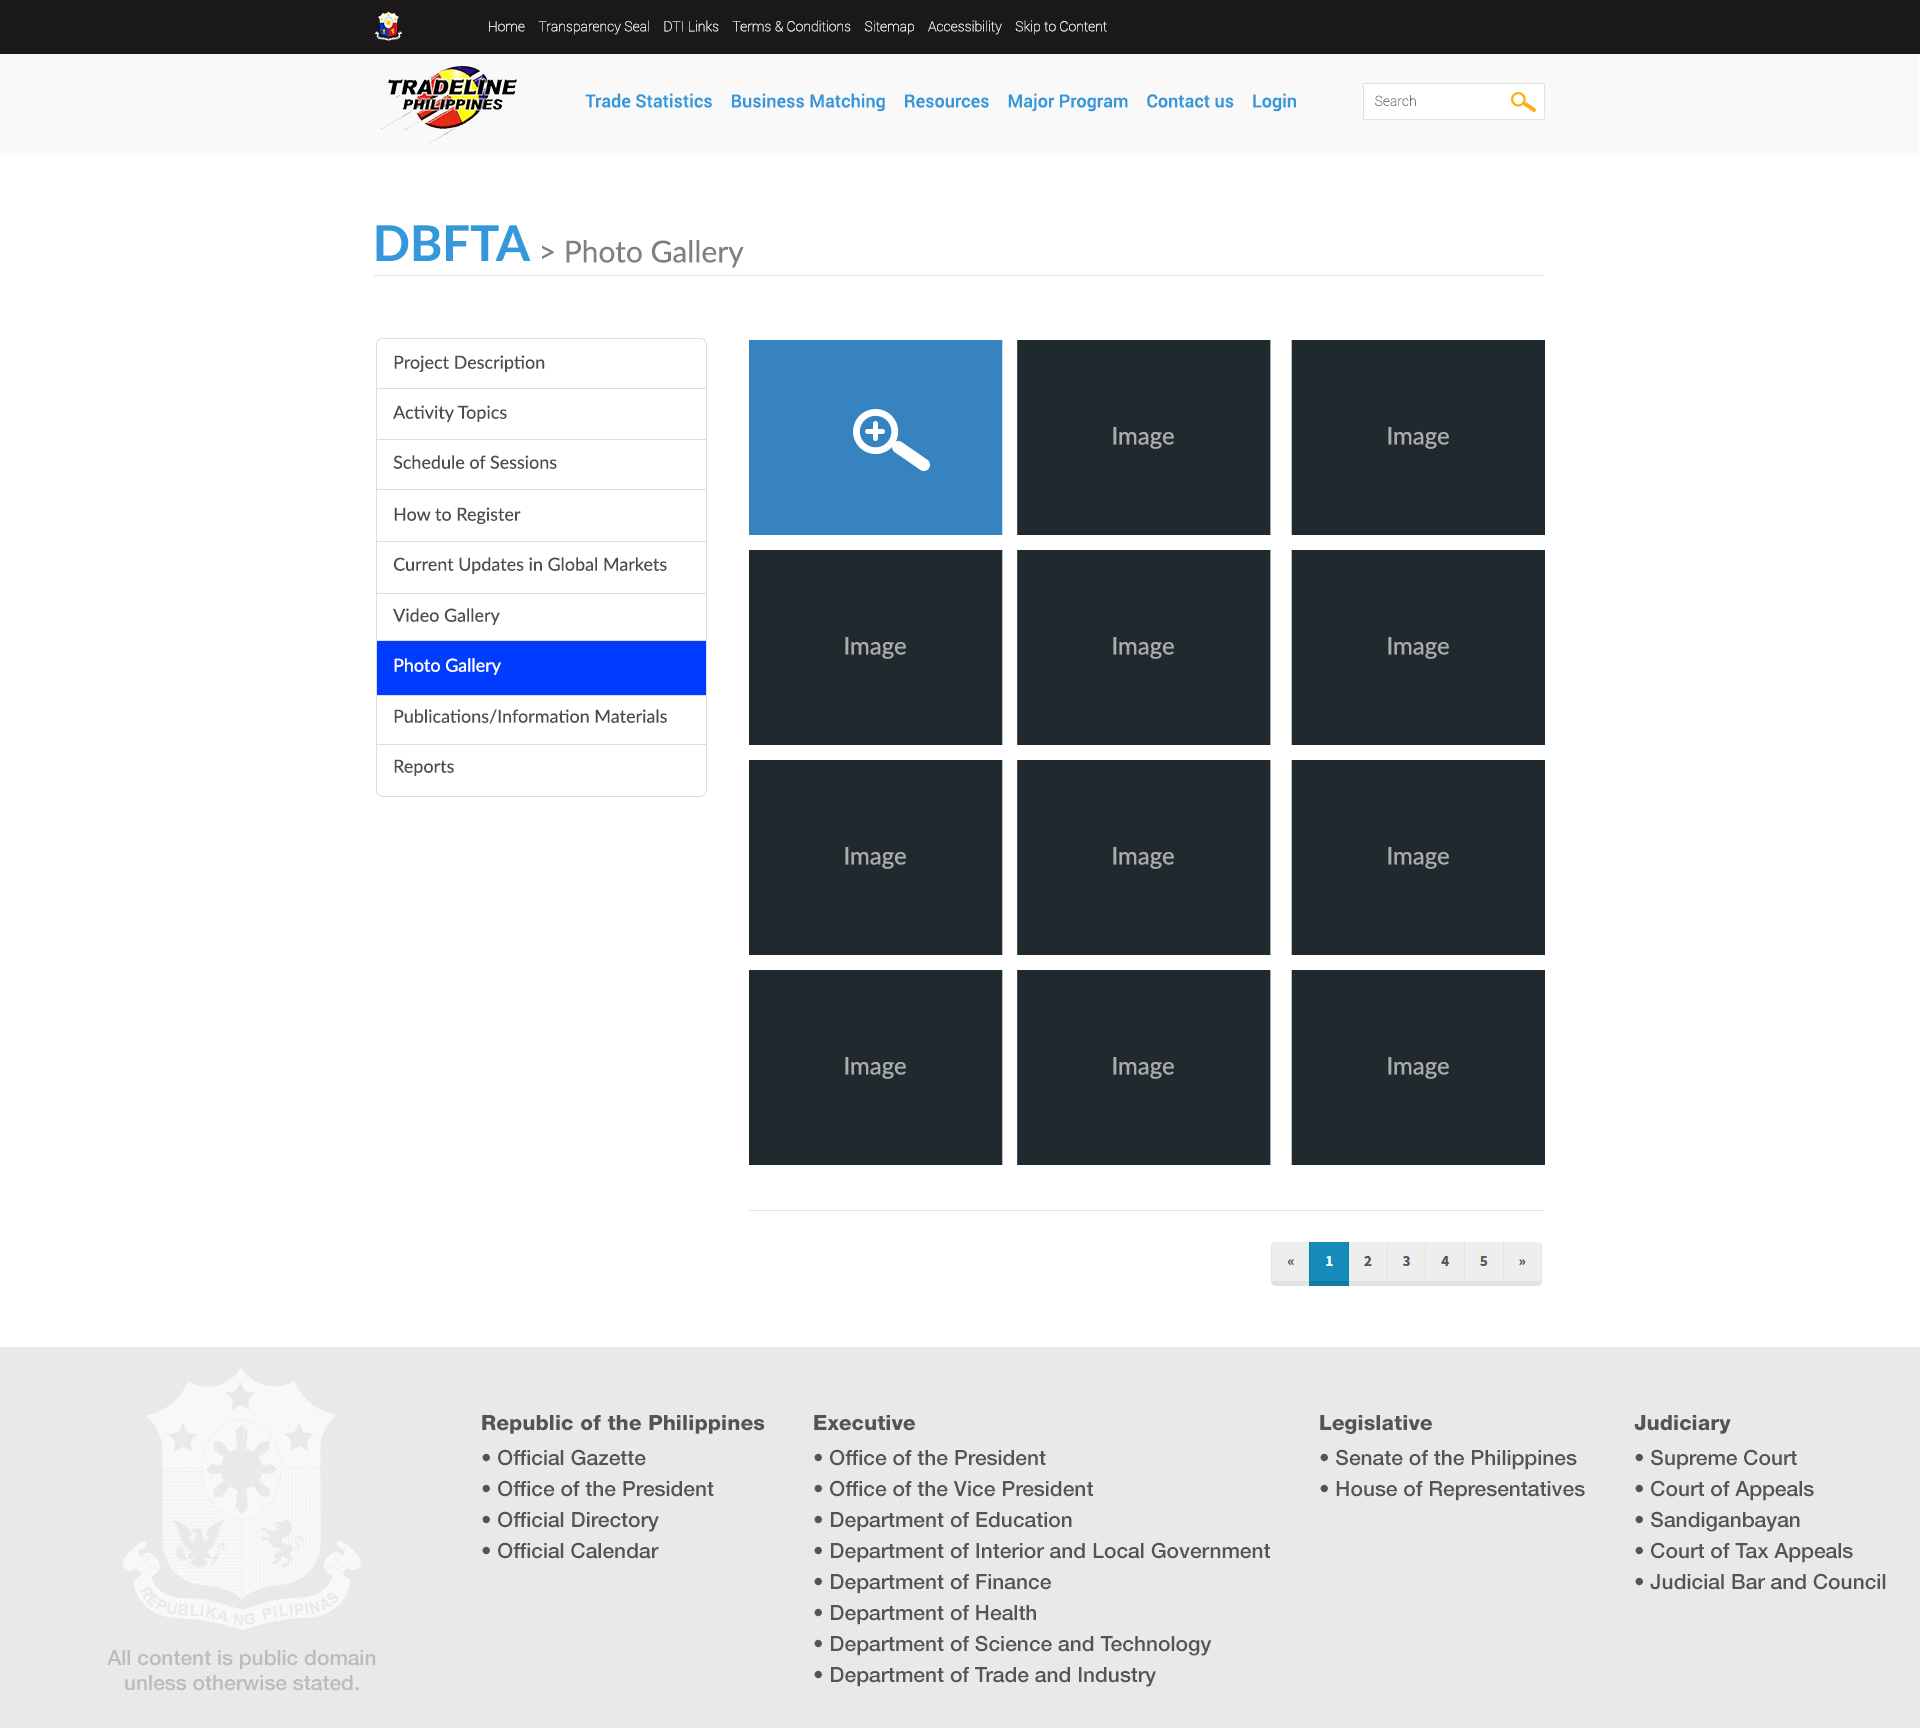 Home Transparency Seal DTI Links Terms & Conditions Sitemap Accessibility Skip to Content
TRADELINE
PHILIPPINES
Trade Statistics Business Matching Resources Major Program Contact us Login
Search
DBFTA > Photo Gallery
Project Description
Activity Topics
Schedule of Sessions
How to Register
Current Updates in Global Markets
Video Gallery
Photo Gallery
Publications/Information Materials
Reports
Image Image
Image Image Image
Image Image Image
Image Image Image
« 1 2 3 4 5 »
REPUBLIKA NG PILIPINAS
All content is public domain
unless otherwise stated.
Republic of the Philippines
• Official Gazette
• Office of the President
• Official Directory
• Official Calendar
Executive
• Office of the President
• Office of the Vice President
• Department of Education
• Department of Interior and Local Government
• Department of Finance
• Department of Health
• Department of Science and Technology
• Department of Trade and Industry
Legislative
• Senate of the Philippines
• House of Representatives
Judiciary
• Supreme Court
• Court of Appeals
• Sandiganbayan
• Court of Tax Appeals
• Judicial Bar and Council